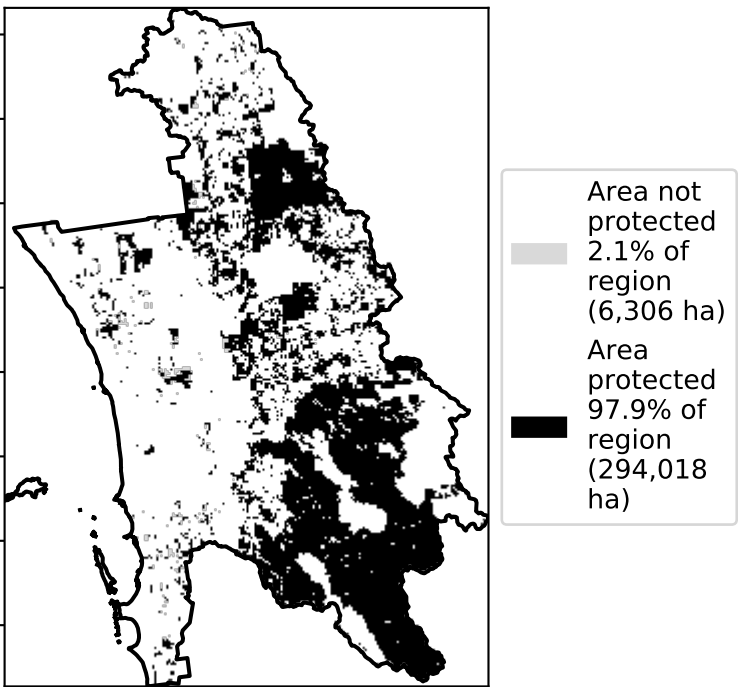 Area not
protected
2.1% of
region
(6,306 ha)
Area
protected
97.9% of
region
(294,018
ha)